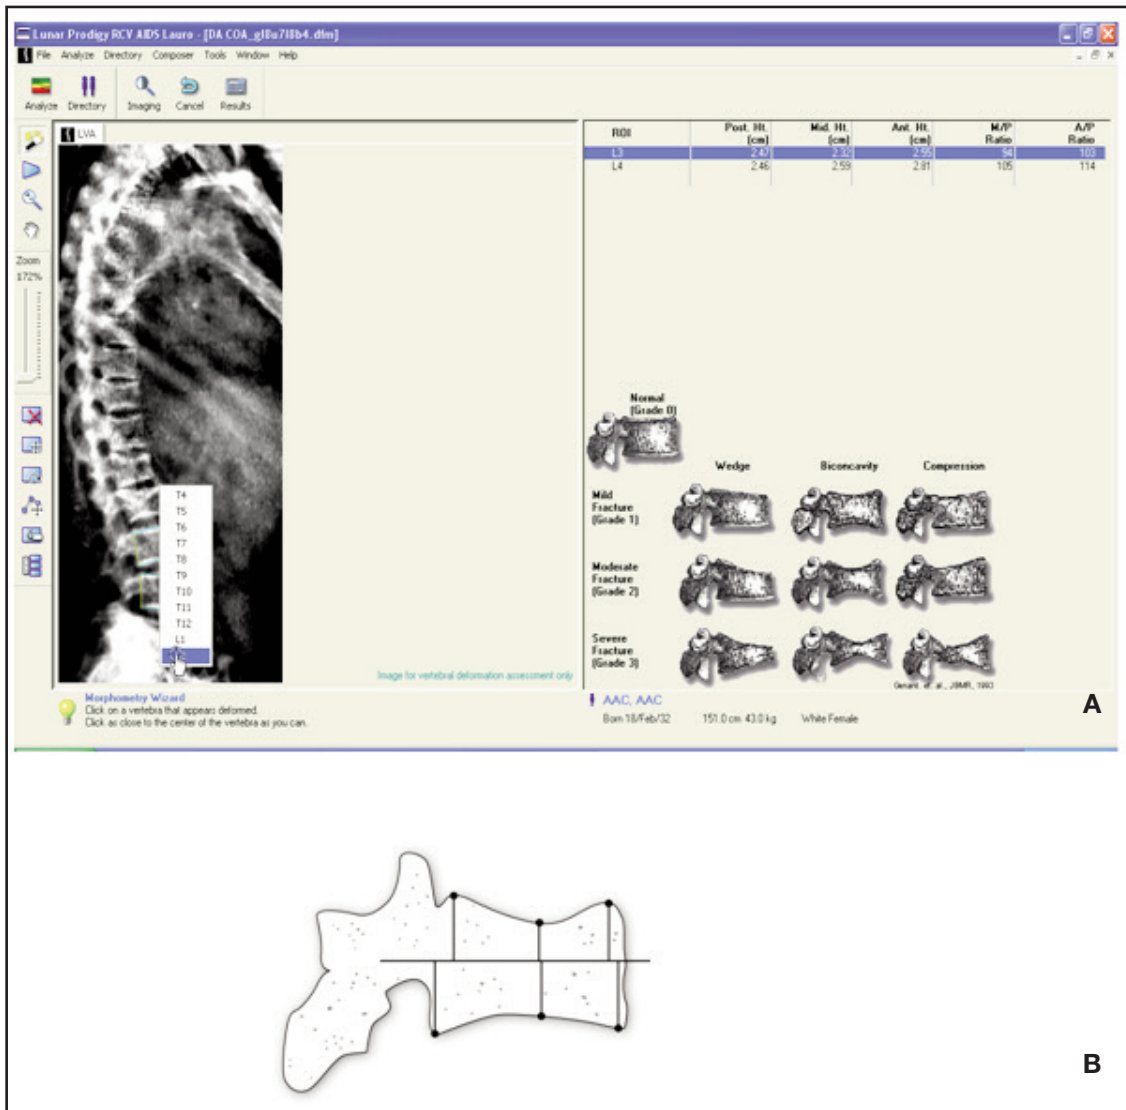 Lunar Prodigy RCV AIDS Lauro - [DA COA_gl8u7l8b4.dfm]
File Analyze Directory Composer Tools Window Help
Analyze Directory Imaging Cancel Results
LVA
Zoom
172%
T4
T5
T6
T7
T8
T9
T10
T11
T12
L1
Image for vertebral deformation assessment only
ROI Post. Ht. (cm) Mid. Ht. (cm) Ant. Ht. (cm) M/P Ratio A/P Ratio
L3 2.47 2.32 2.55 94 103
L4 2.46 2.59 2.81 105 114
Normal
(Grade 0)
Wedge Biconcavity Compression
Mild
Fracture
(Grade 1)
Moderate
Fracture
(Grade 2)
Severe
Fracture
(Grade 3)
Genant, et. al., JBMR, 1993
Morphometry Wizard
Click on a vertebra that appears deformed.
Click as close to the center of the vertebra as you can.
AAC, AAC
Born 18/Feb/32 151.0 cm 43.0 kg White Female
A
B